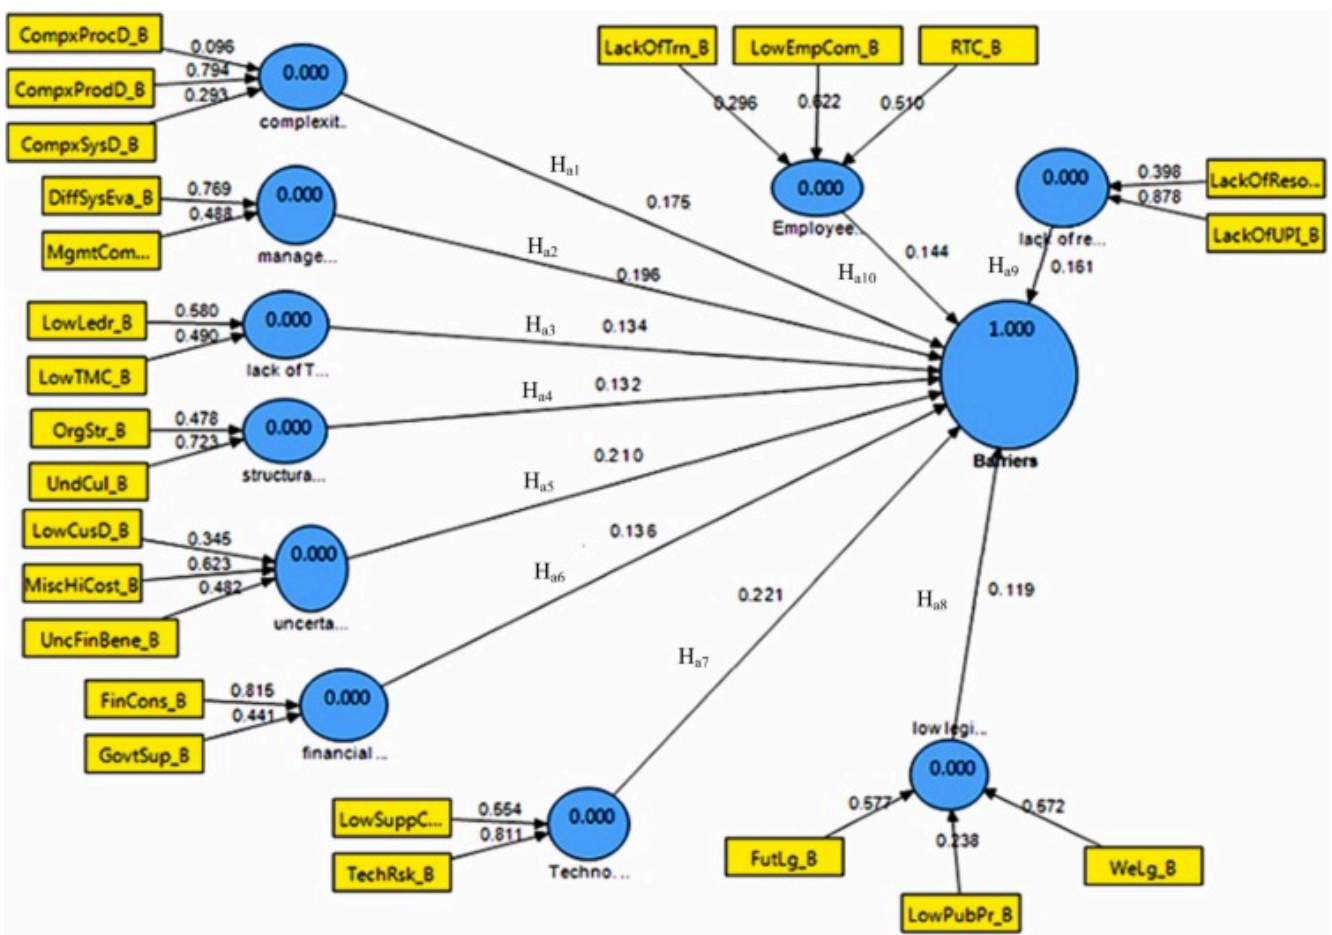 CompxProcD_B
0.096
CompxProdD_B
0.794
CompxSysD_B
0.293
0.000
complexit..
DiffSysEva_B
0.769
MgmtCom...
0.488
0.000
manage...
LowLedr_B
0.580
LowTMC_B
0.490
0.000
lack of T...
OrgStr_B
0.478
UndCul_B
0.723
0.000
structura...
LowCusD_B
0.345
MiscHiCost_B
0.623
UncFinBene_B
0.482
0.000
uncerta...
FinCons_B
0.815
GovtSup_B
0.441
0.000
financial ...
LowSuppC...
0.554
TechRsk_B
0.811
0.000
Techno...
LackOfTrn_B
LowEmpCom_B
RTC_B
0.296
0.622
0.510
0.000
Employee...
0.000
lack of re...
0.398
LackOfReso...
0.878
LackOfUPI_B
Ha1
0.175
Ha2
0.196
Ha3
0.134
Ha4
0.132
Ha5
0.210
Ha6
0.136
Ha7
0.221
Ha8
0.119
Ha9
0.161
Ha10
0.144
1.000
Barriers
low legi...
0.000
0.577
0.238
0.572
FutLg_B
LowPubPr_B
WeLg_B